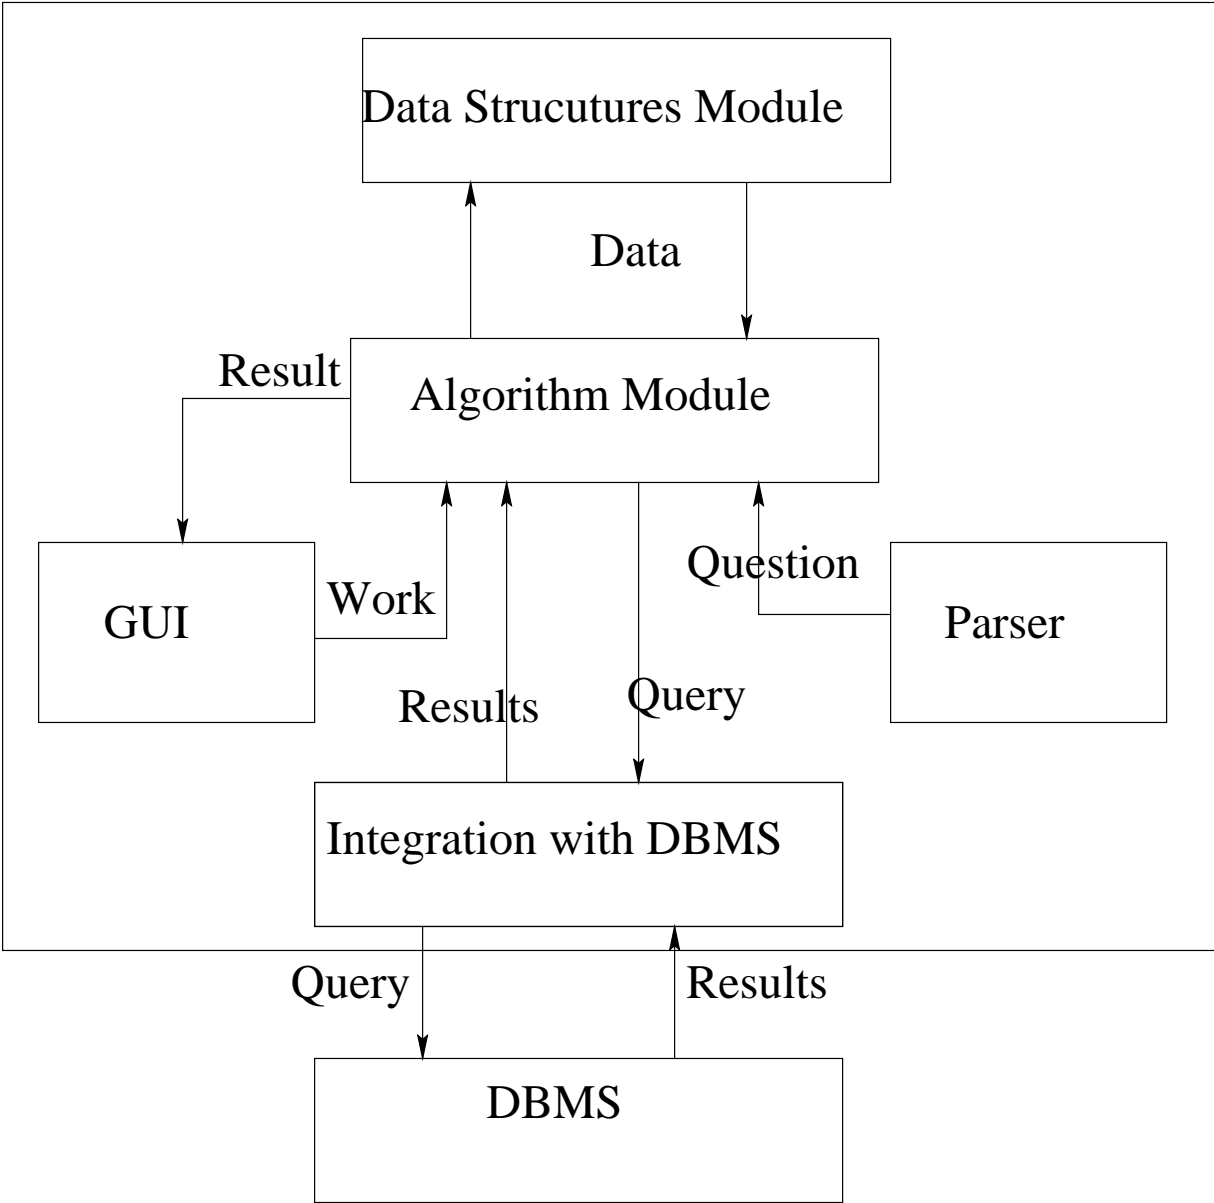 Data Strucutures Module
Data
Result
Algorithm Module
Question
Work
GUI
Parser
Results
Query
Integration with DBMS
Query
Results
DBMS